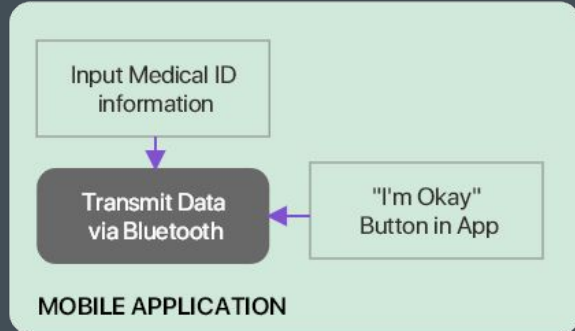 Input Medical ID
information
Transmit Data
via Bluetooth
"I'm Okay"
Button in App
MOBILE APPLICATION